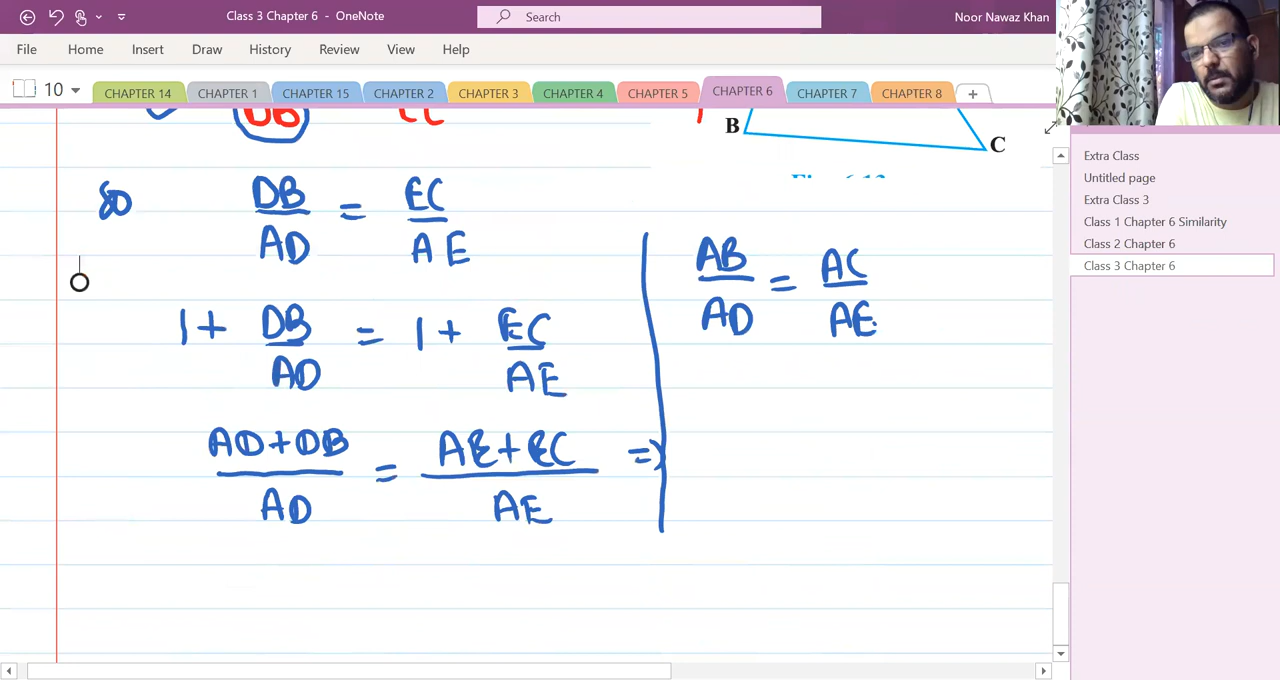 Class 3 Chapter 6 - OneNote
Search
Noor Nawaz Khan
File Home Insert Draw History Review View Help
10 CHAPTER 14 CHAPTER 1 CHAPTER 15 CHAPTER 2 CHAPTER 3 CHAPTER 4 CHAPTER 5 CHAPTER 6 CHAPTER 7 CHAPTER 8 +
Extra Class
Untitled page
Extra Class 3
Class 1 Chapter 6 Similarity
Class 2 Chapter 6
Class 3 Chapter 6
DB EC
B C
so DB/AD = EC/AE
1 + DB/AD = 1 + EC/AE
AD+DB/AD = AE+EC/AE =>
AB/AD = AC/AE